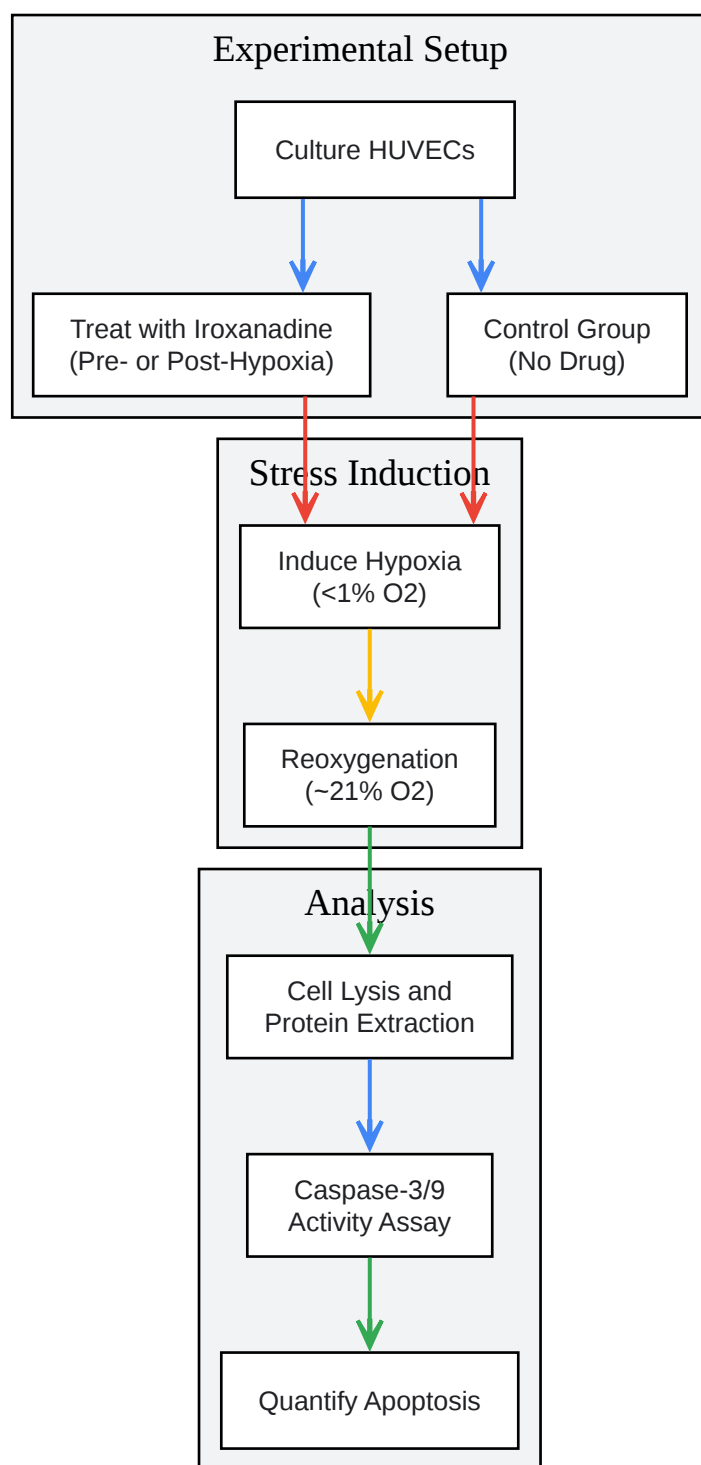 Experimental Setup
Culture HUVECs
Treat with Iroxanadine
(Pre- or Post-Hypoxia)
Control Group
(No Drug)
Stress Induction
Induce Hypoxia
(<1% O2)
Reoxygenation
(~21% O2)
Analysis
Cell Lysis and
Protein Extraction
Caspase-3/9
Activity Assay
Quantify Apoptosis